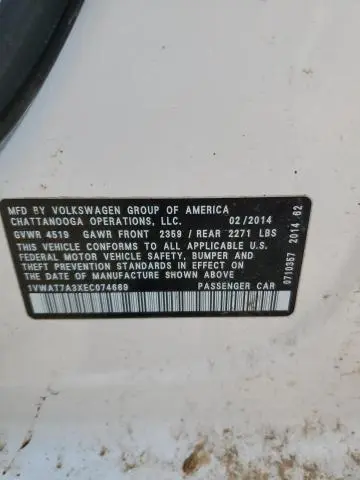 MFD BY VOLKSWAGEN GROUP OF AMERICA
CHATTANOOGA OPERATIONS, LLC. 02/2014
GVWR 4519 GAWR FRONT 2359 / REAR 2271 LBS
THIS VEHICLE CONFORMS TO ALL APPLICABLE U.S.
FEDERAL MOTOR VEHICLE SAFETY, BUMPER AND
THEFT PREVENTION STANDARDS IN EFFECT ON
DATE OF MANUFACTURE SHOWN ABOVE
1VWAT7A3XEC074669 PASSENGER CAR
0710357 2014 62